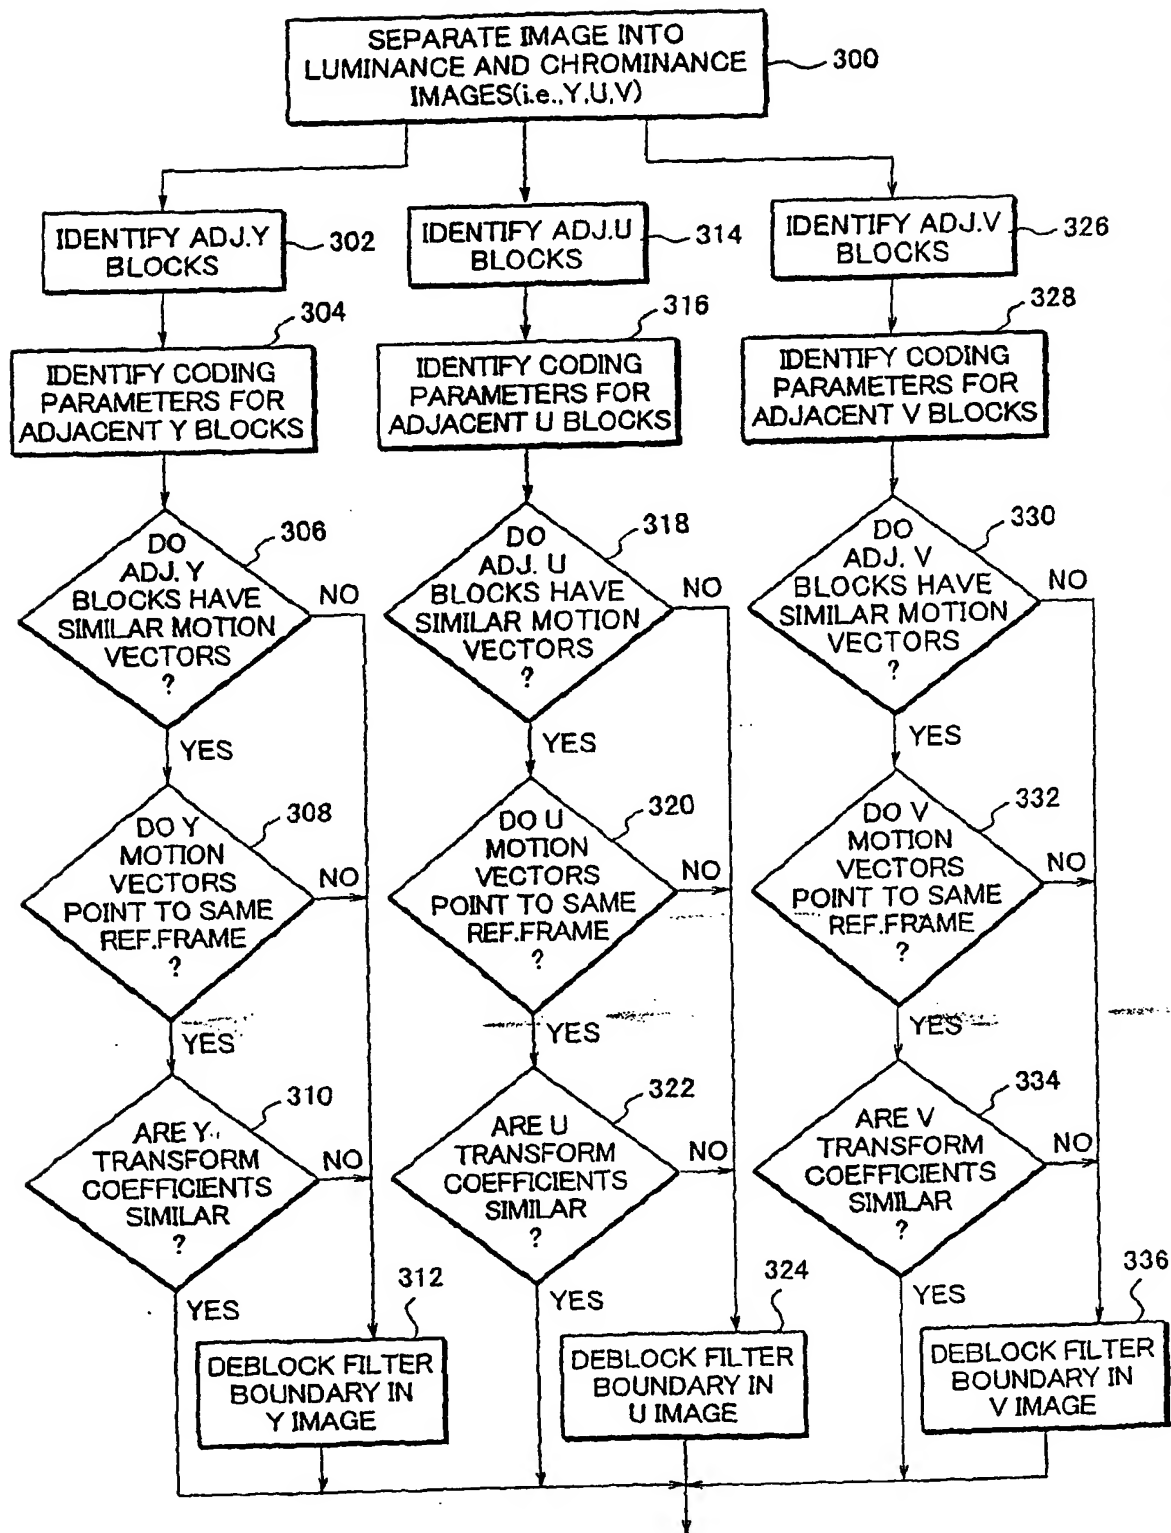 SEPARATE IMAGE INTO
LUMINANCE AND CHROMINANCE
IMAGES(i.e.,Y,U,V)
300
IDENTIFY ADJ.Y
BLOCKS
302
IDENTIFY ADJ.U
BLOCKS
314
IDENTIFY ADJ.V
BLOCKS
326
304
IDENTIFY CODING
PARAMETERS FOR
ADJACENT Y BLOCKS
316
IDENTIFY CODING
PARAMETERS FOR
ADJACENT U BLOCKS
328
IDENTIFY CODING
PARAMETERS FOR
ADJACENT V BLOCKS
306
DO
ADJ. Y
BLOCKS HAVE
SIMILAR MOTION
VECTORS
?
NO
YES
318
DO
ADJ. U
BLOCKS HAVE
SIMILAR MOTION
VECTORS
?
NO
YES
330
DO
ADJ. V
BLOCKS HAVE
SIMILAR MOTION
VECTORS
?
NO
YES
308
DO Y
MOTION
VECTORS
POINT TO SAME
REF.FRAME
?
NO
YES
320
DO U
MOTION
VECTORS
POINT TO SAME
REF.FRAME
?
NO
YES
332
DO V
MOTION
VECTORS
POINT TO SAME
REF.FRAME
?
NO
YES
310
ARE Y
TRANSFORM
COEFFICIENTS
SIMILAR
?
NO
YES
322
ARE U
TRANSFORM
COEFFICIENTS
SIMILAR
?
NO
YES
334
ARE V
TRANSFORM
COEFFICIENTS
SIMILAR
?
NO
YES
312
DEBLOCK FILTER
BOUNDARY IN
Y IMAGE
324
DEBLOCK FILTER
BOUNDARY IN
U IMAGE
336
DEBLOCK FILTER
BOUNDARY IN
V IMAGE